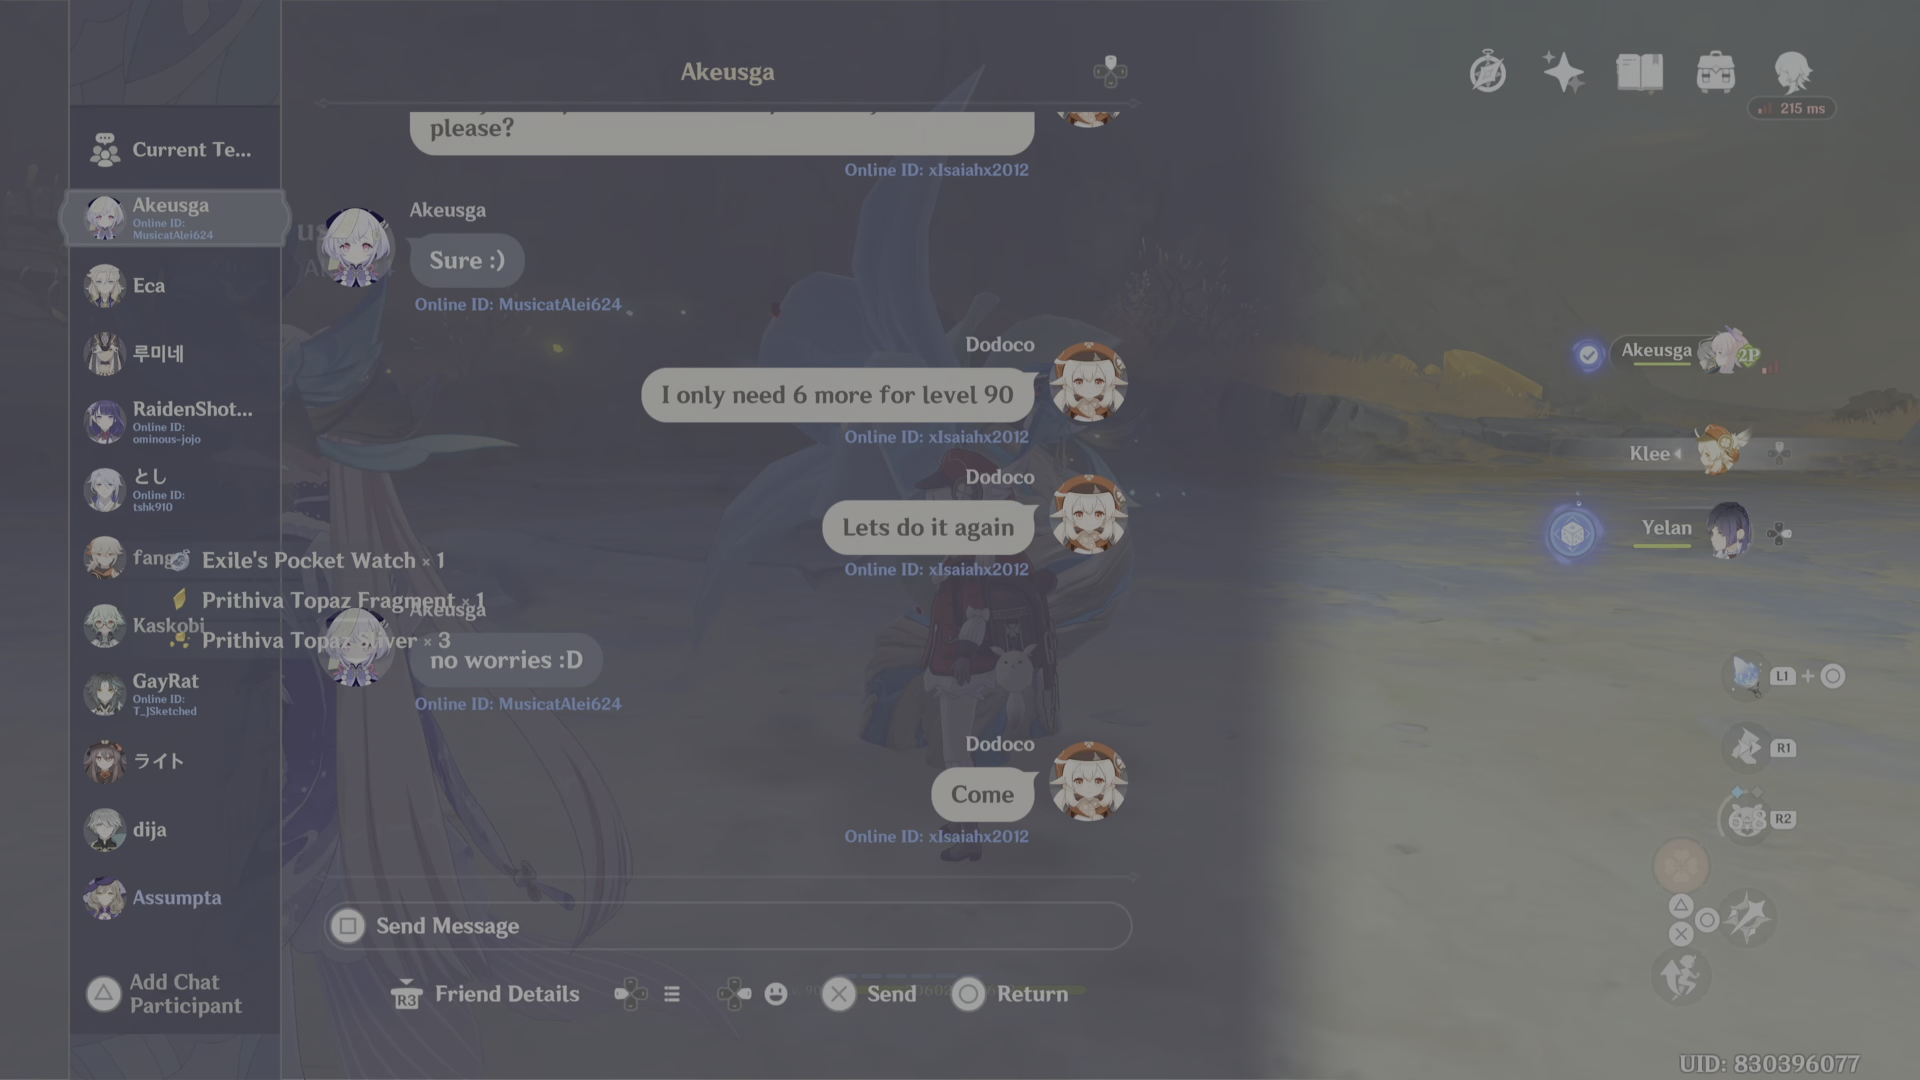 Akeusga
215 ms
Current Te...
Akeusga
Online ID:
MusicatAlei624
Eca
루미네
RaidenShot...
Online ID:
ominous-jojo
とし
Online ID:
tshk910
fang
Kaskobi
GayRat
Online ID:
T_JSketched
ライト
dija
Assumpta
Add Chat
Participant
please?
Online ID: xIsaiahx2012
Akeusga
Sure :)
Online ID: MusicatAlei624
Dodoco
I only need 6 more for level 90
Online ID: xIsaiahx2012
Dodoco
Lets do it again
Online ID: xIsaiahx2012
Exile's Pocket Watch × 1
Prithiva Topaz Fragment × 1
Prithiva Topaz Sliver × 3
Akeusga
no worries :D
Online ID: MusicatAlei624
Dodoco
Come
Online ID: xIsaiahx2012
Send Message
R3 Friend Details
Send
Return
Akeusga
2P
Klee
Yelan
L1 +
R1
R2
UID: 830396077